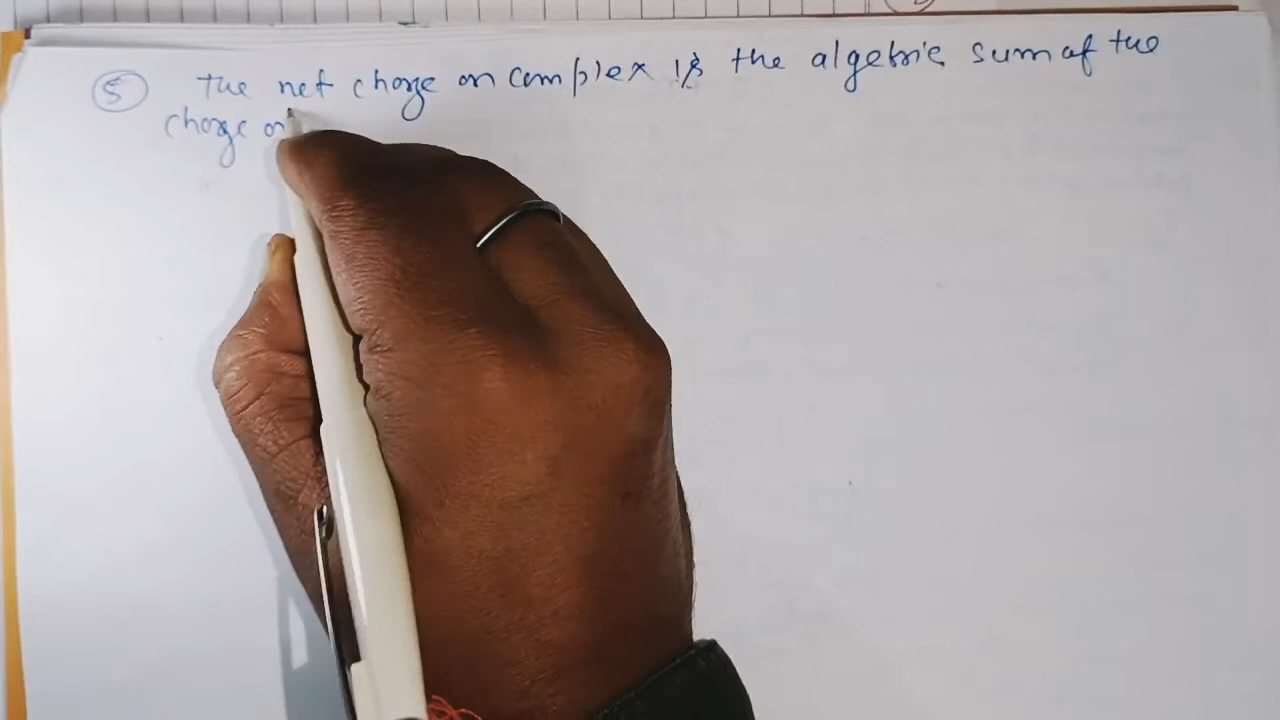 5 The net charge on complex is the algebric sum of the
charge on